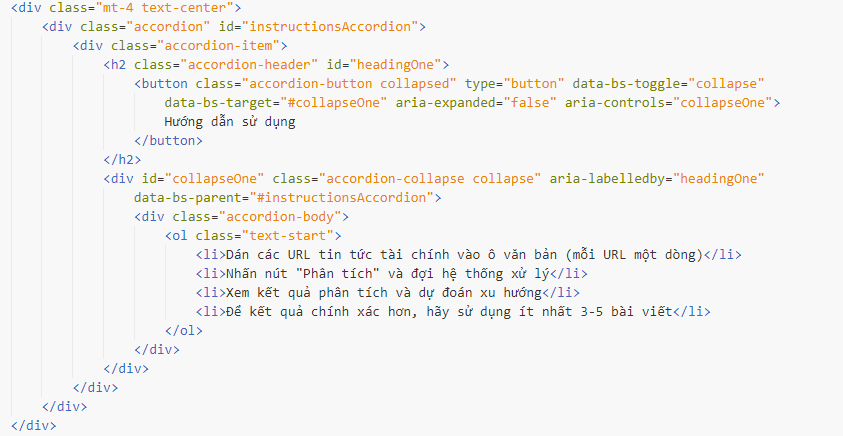 <div class="mt-4 text-center">
    <div class="accordion" id="instructionsAccordion">
        <div class="accordion-item">
            <h2 class="accordion-header" id="headingOne">
                <button class="accordion-button collapsed" type="button" data-bs-toggle="collapse"
                    data-bs-target="#collapseOne" aria-expanded="false" aria-controls="collapseOne">
                    Hướng dẫn sử dụng
                </button>
            </h2>
            <div id="collapseOne" class="accordion-collapse collapse" aria-labelledby="headingOne"
                data-bs-parent="#instructionsAccordion">
                <div class="accordion-body">
                    <ol class="text-start">
                        <li>Dán các URL tin tức tài chính vào ô văn bản (mỗi URL một dòng)</li>
                        <li>Nhấn nút "Phân tích" và đợi hệ thống xử lý</li>
                        <li>Xem kết quả phân tích và dự đoán xu hướng</li>
                        <li>Để kết quả chính xác hơn, hãy sử dụng ít nhất 3-5 bài viết</li>
                    </ol>
                </div>
            </div>
        </div>
    </div>
</div>